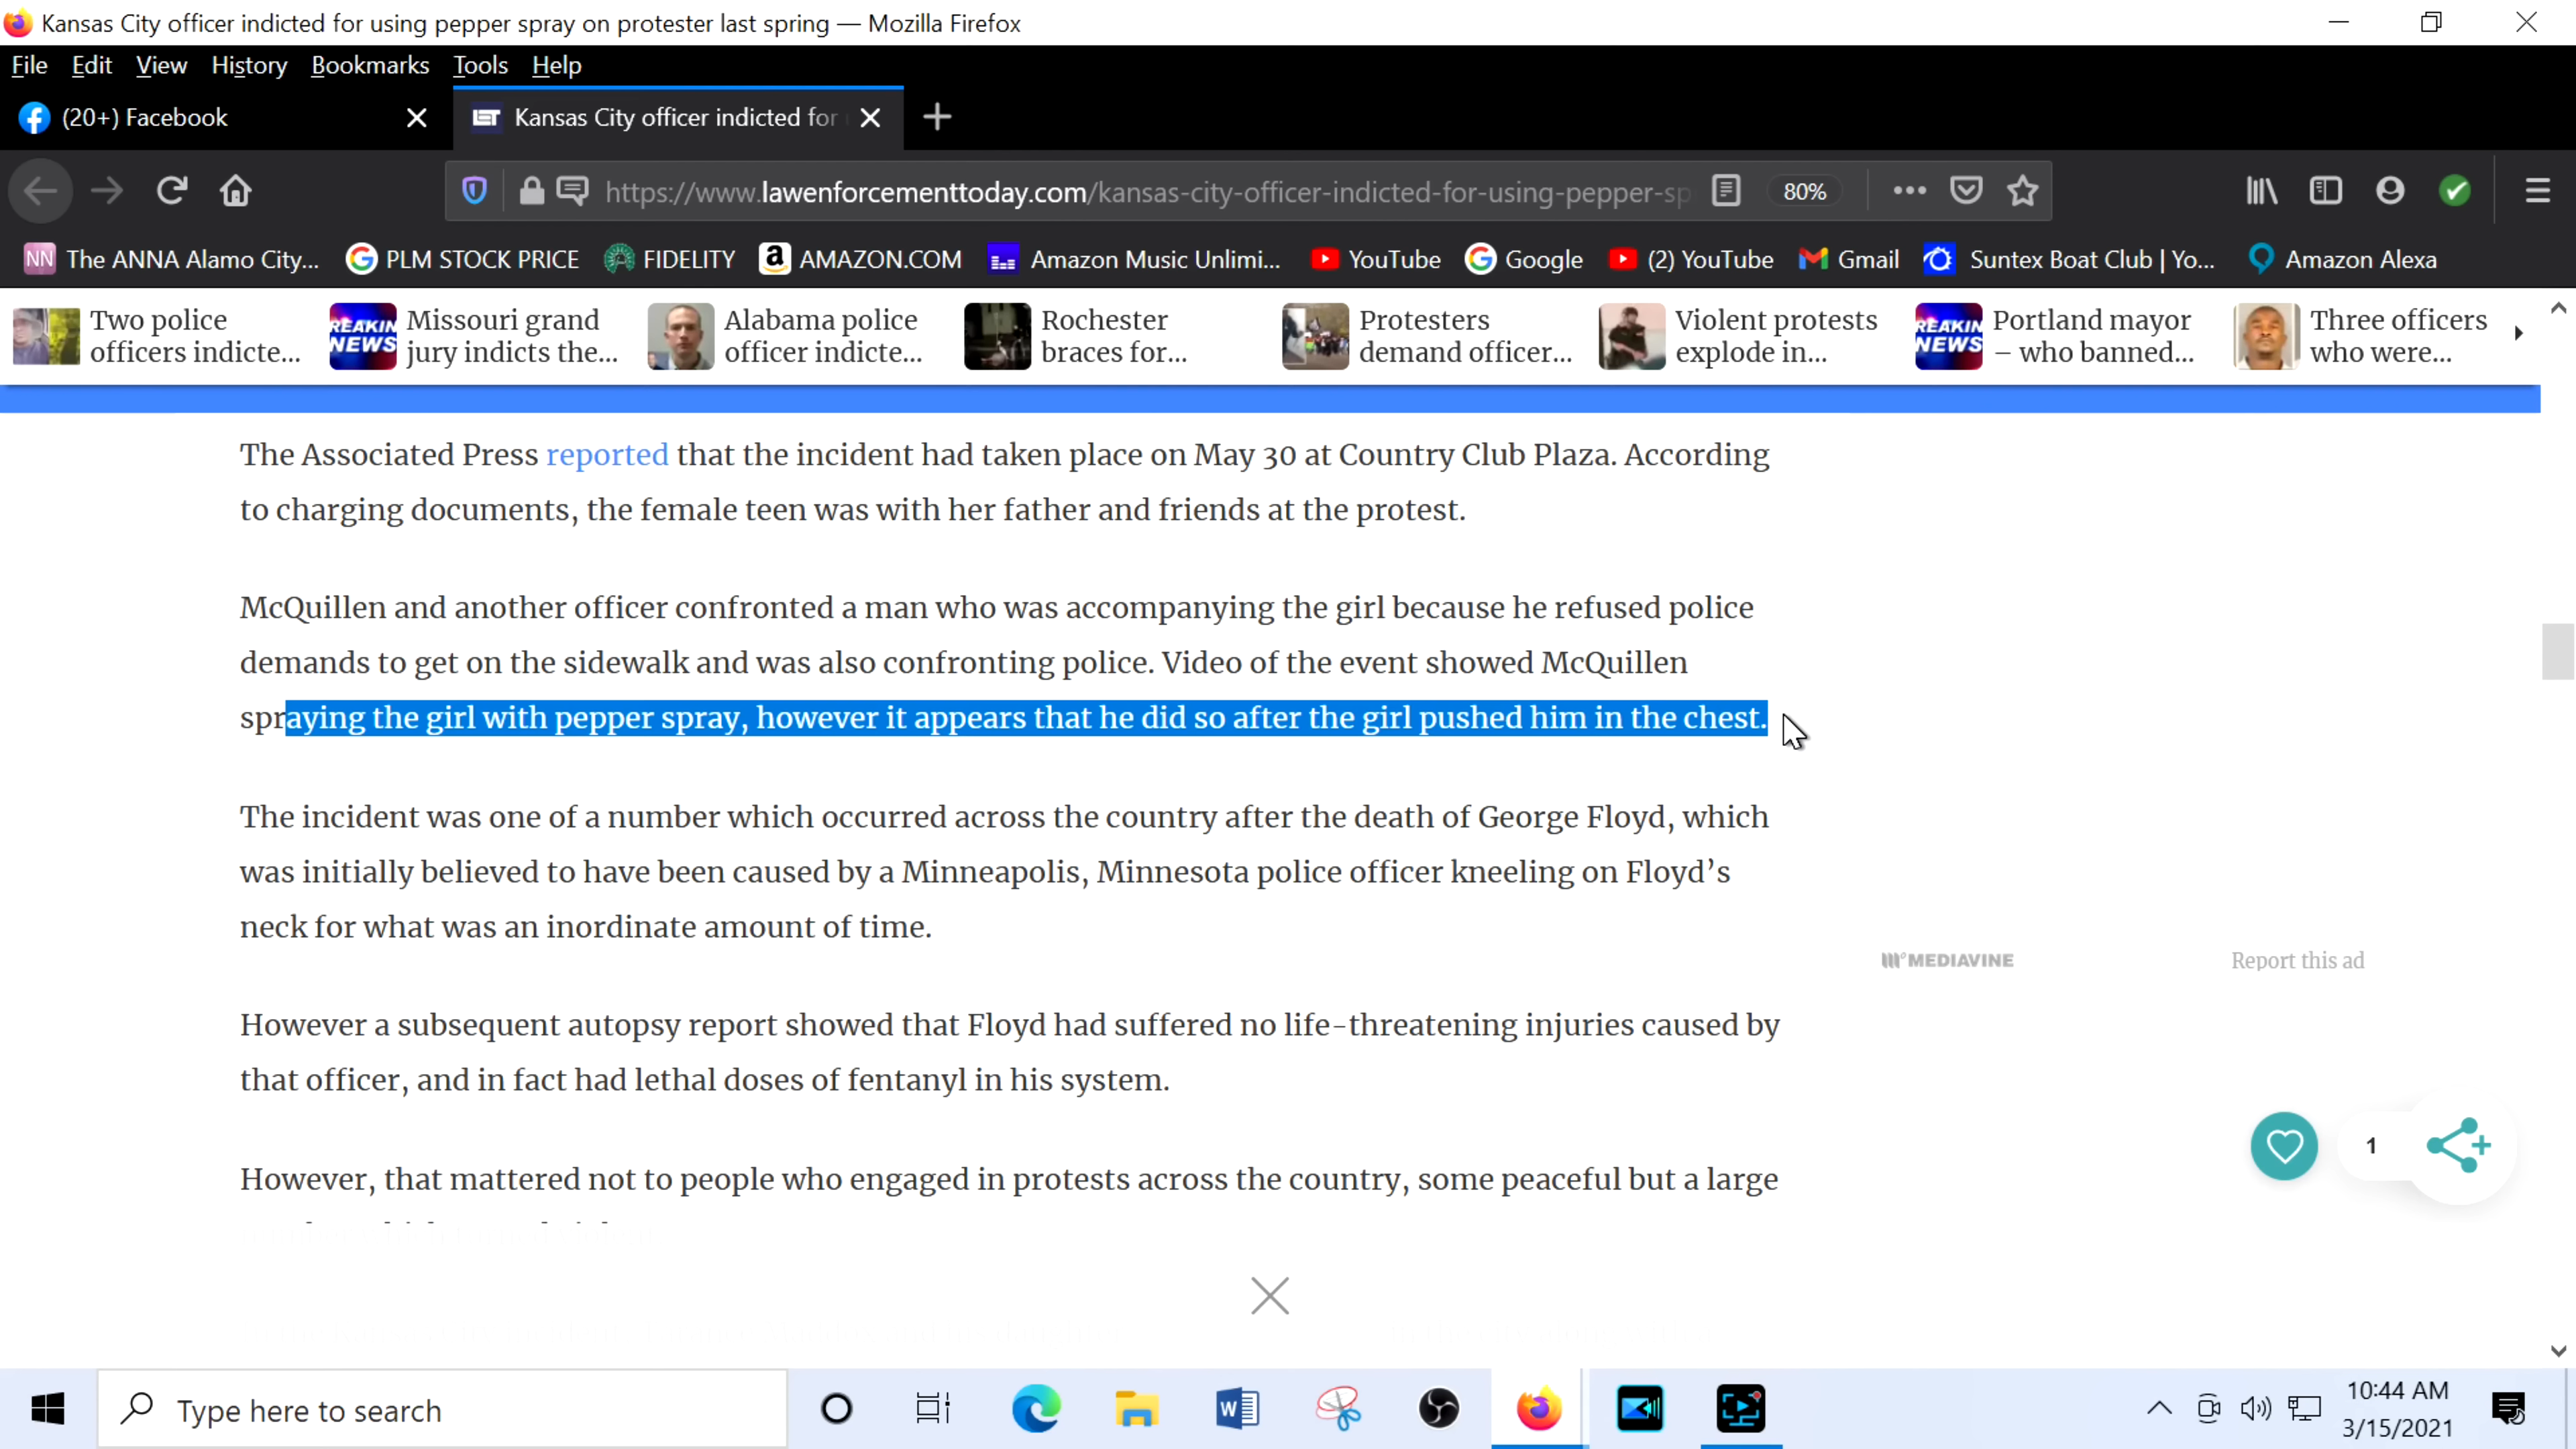 Kansas City officer indicted for using pepper spray on protester last spring — Mozilla Firefox
File Edit View History Bookmarks Tools Help
(20+) Facebook
LET Kansas City officer indicted for
https://www.lawenforcementtoday.com/kansas-city-officer-indicted-for-using-pepper-sp 80%
NN The ANNA Alamo City... PLM STOCK PRICE FIDELITY a AMAZON.COM Amazon Music Unlimi... YouTube Google (2) YouTube Gmail Suntex Boat Club | Yo... Amazon Alexa
Two police officers indicte...
Missouri grand jury indicts the...
Alabama police officer indicte...
Rochester braces for...
Protesters demand officer...
Violent protests explode in...
Portland mayor – who banned...
Three officers who were...
The Associated Press reported that the incident had taken place on May 30 at Country Club Plaza. According
to charging documents, the female teen was with her father and friends at the protest.
McQuillen and another officer confronted a man who was accompanying the girl because he refused police
demands to get on the sidewalk and was also confronting police. Video of the event showed McQuillen
spraying the girl with pepper spray, however it appears that he did so after the girl pushed him in the chest.
The incident was one of a number which occurred across the country after the death of George Floyd, which
was initially believed to have been caused by a Minneapolis, Minnesota police officer kneeling on Floyd's
neck for what was an inordinate amount of time.
MEDIAVINE Report this ad
However a subsequent autopsy report showed that Floyd had suffered no life-threatening injuries caused by
that officer, and in fact had lethal doses of fentanyl in his system.
1
However, that mattered not to people who engaged in protests across the country, some peaceful but a large
Type here to search
10:44 AM
3/15/2021